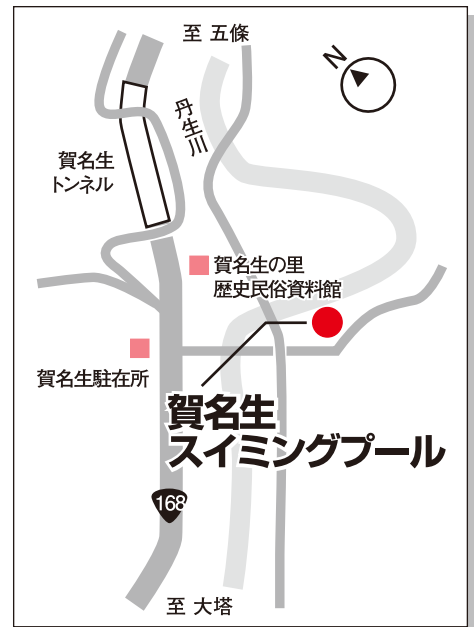 至 五條
N
丹生川
賀名生
トンネル
賀名生の里
歴史民俗資料館
賀名生駐在所
賀名生
スイミングプール
168
至 大塔